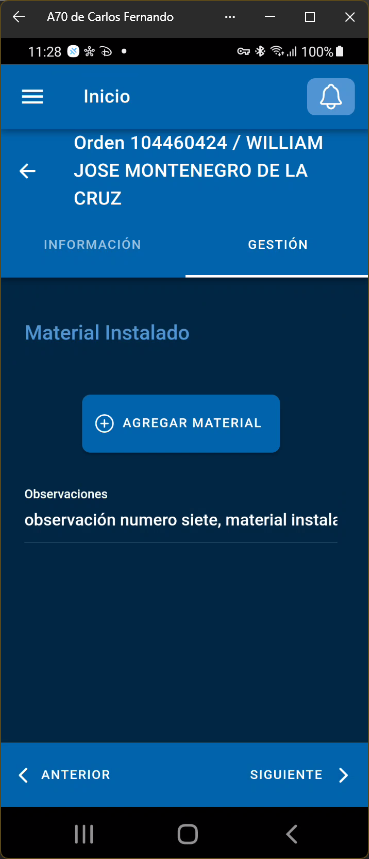 A70 de Carlos Fernando
11:28 100%
Inicio
Orden 104460424 / WILLIAM
JOSE MONTENEGRO DE LA
CRUZ
INFORMACIÓN GESTIÓN
Material Instalado
AGREGAR MATERIAL
Observaciones
observación numero siete, material instala
ANTERIOR SIGUIENTE